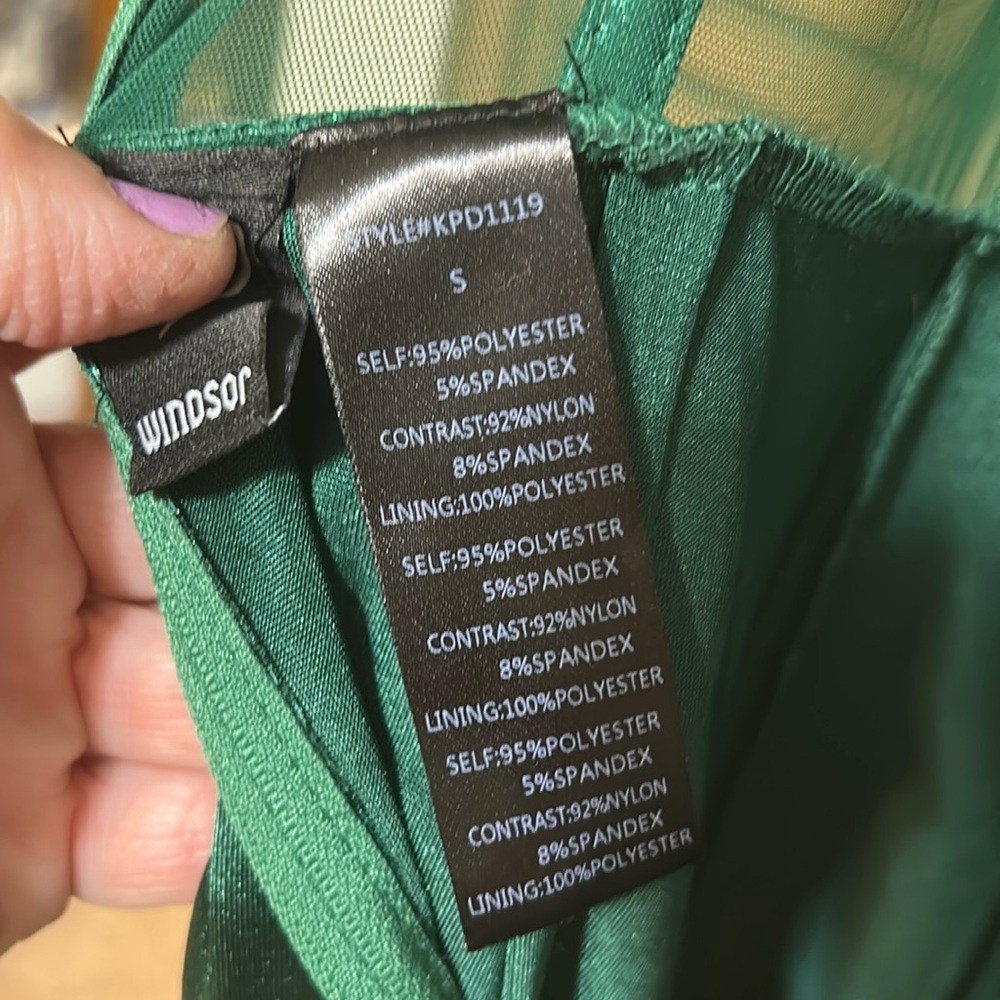 WINDSOR
STYLE#KPD1119
S
SELF:95%POLYESTER
5%SPANDEX
CONTRAST:92%NYLON
8%SPANDEX
LINING:100%POLYESTER
SELF:95%POLYESTER
5%SPANDEX
CONTRAST:92%NYLON
8%SPANDEX
LINING:100%POLYESTER
SELF:95%POLYESTER
5%SPANDEX
CONTRAST:92%NYLON
8%SPANDEX
LINING:100%POLYESTER